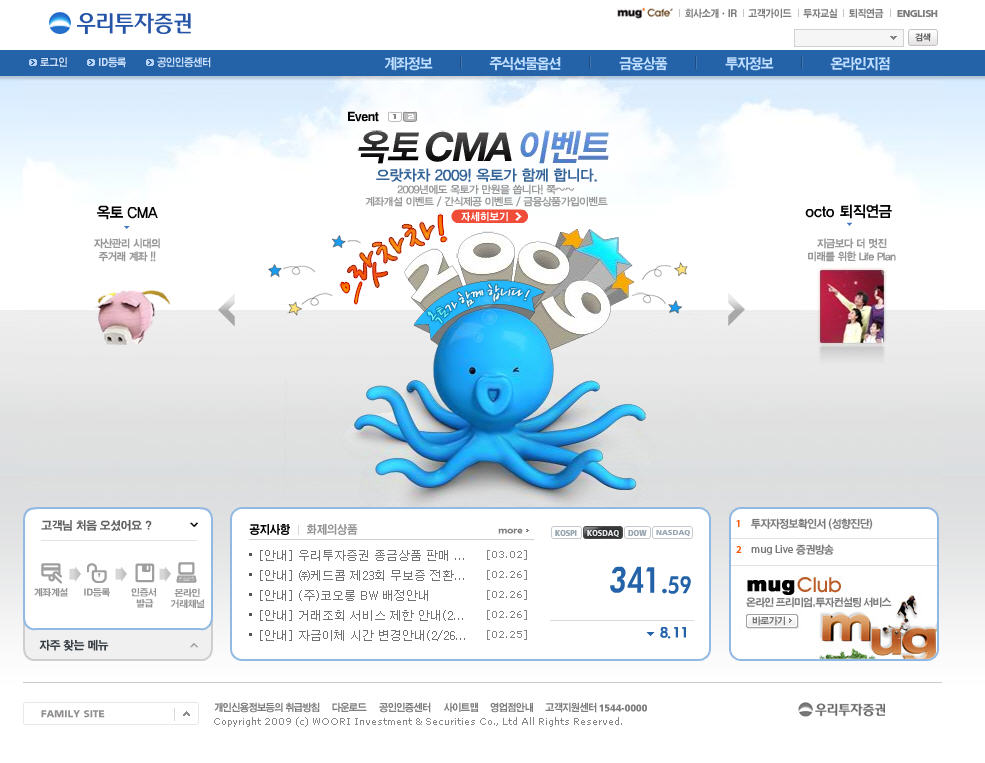 우리투자증권
mug Cafe
회사소개 · IR
고객가이드
투자교실
퇴직연금
ENGLISH
검색
로그인
ID등록
공인인증센터
계좌정보
주식선물옵션
금융상품
투자정보
온라인지점
Event 1 2
옥토 CMA 이벤트
으랏차차 2009! 옥토가 함께 합니다.
2009년에도 옥토가 만원을 쏩니다! 쭉~~
계좌개설 이벤트 / 간식제공 이벤트 / 금융상품가입이벤트
자세히보기
옥토 CMA
자산관리 시대의
주거래 계좌 !!
으랏차차!
2009
옥토가 함께 합니다!
octo 퇴직연금
지금보다 더 멋진
미래를 위한 Life Plan
고객님 처음 오셨어요 ?
계좌계설
ID등록
인증서
발급
온라인
거래채널
자주 찾는 메뉴
공지사항
화제의상품
more
[안내] 우리투자증권 종금상품 판매 ... [03.02]
[안내] ㈜케드콤 제23회 무보증 전환... [02.26]
[안내] (주)코오롱 BW 배정안내 [02.26]
[안내] 거래조회 서비스 제한 안내(2... [02.26]
[안내] 자금이체 시간 변경안내(2/26... [02.25]
KOSPI KOSDAQ DOW NASDAQ
341.59
8.11
1 투자자정보확인서 (성향진단)
2 mug Live 증권방송
mug Club
온라인 프리미엄,투자컨설팅 서비스
바로가기
mug
FAMILY SITE
개인신용정보등의 취급방침
다운로드
공인인증센터
사이트맵
영업점안내
고객지원센터 1544-0000
Copyright 2009 (c) WOORI Investment & Securities Co., Ltd All Rights Reserved.
우리투자증권